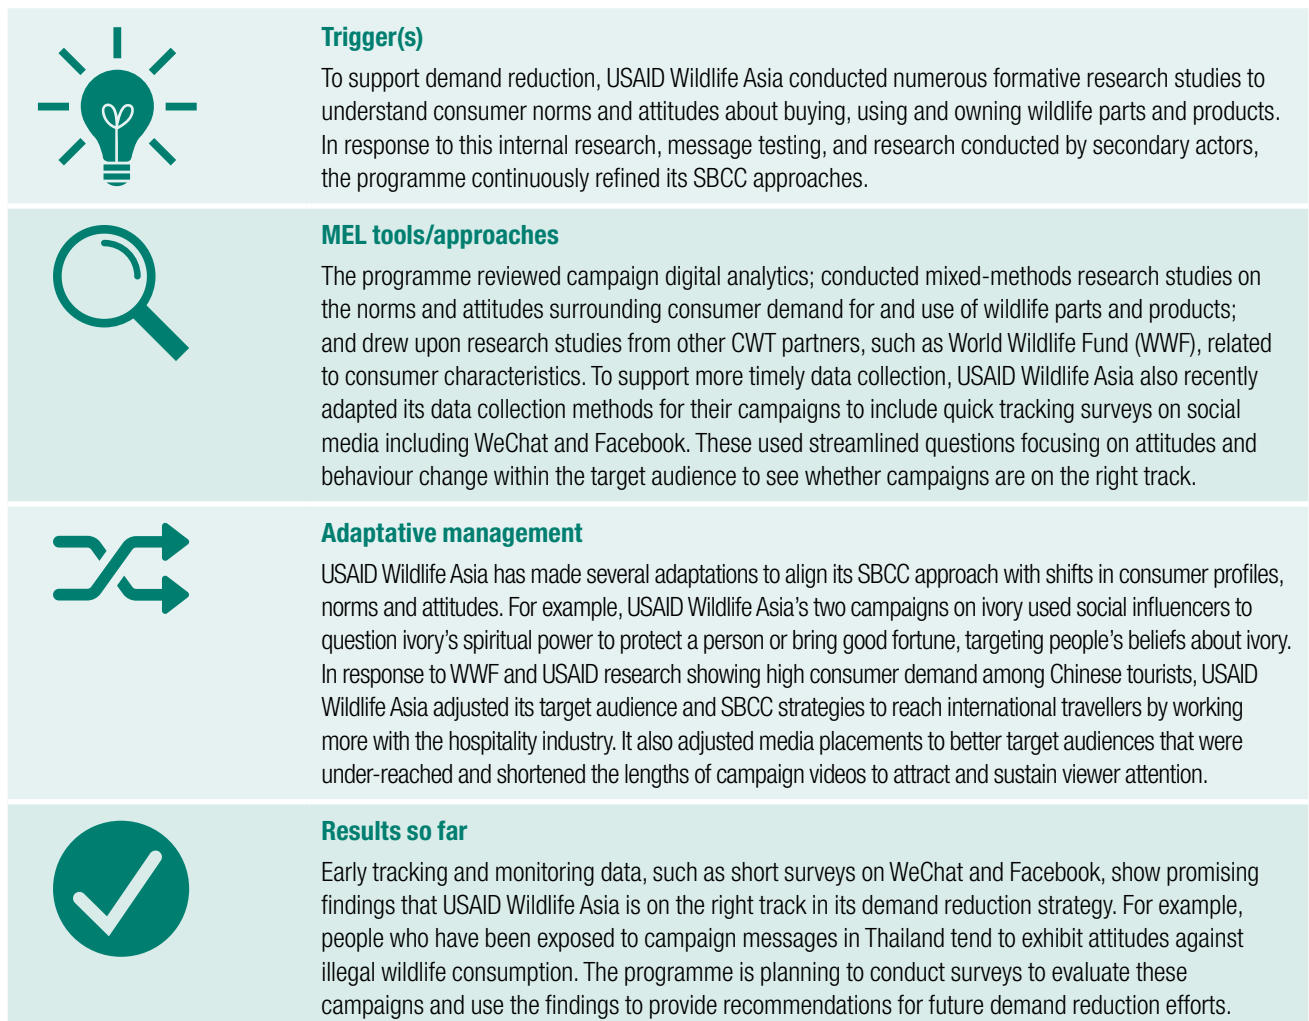 Trigger(s)
To support demand reduction, USAID Wildlife Asia conducted numerous formative research studies to
understand consumer norms and attitudes about buying, using and owning wildlife parts and products.
In response to this internal research, message testing, and research conducted by secondary actors,
the programme continuously refined its SBCC approaches.
MEL tools/approaches
The programme reviewed campaign digital analytics; conducted mixed-methods research studies on
the norms and attitudes surrounding consumer demand for and use of wildlife parts and products;
and drew upon research studies from other CWT partners, such as World Wildlife Fund (WWF), related
to consumer characteristics. To support more timely data collection, USAID Wildlife Asia also recently
adapted its data collection methods for their campaigns to include quick tracking surveys on social
media including WeChat and Facebook. These used streamlined questions focusing on attitudes and
behaviour change within the target audience to see whether campaigns are on the right track.
Adaptative management
USAID Wildlife Asia has made several adaptations to align its SBCC approach with shifts in consumer profiles,
norms and attitudes. For example, USAID Wildlife Asia's two campaigns on ivory used social influencers to
question ivory's spiritual power to protect a person or bring good fortune, targeting people's beliefs about ivory.
In response to WWF and USAID research showing high consumer demand among Chinese tourists, USAID
Wildlife Asia adjusted its target audience and SBCC strategies to reach international travellers by working
more with the hospitality industry. It also adjusted media placements to better target audiences that were
under-reached and shortened the lengths of campaign videos to attract and sustain viewer attention.
Results so far
Early tracking and monitoring data, such as short surveys on WeChat and Facebook, show promising
findings that USAID Wildlife Asia is on the right track in its demand reduction strategy. For example,
people who have been exposed to campaign messages in Thailand tend to exhibit attitudes against
illegal wildlife consumption. The programme is planning to conduct surveys to evaluate these
campaigns and use the findings to provide recommendations for future demand reduction efforts.